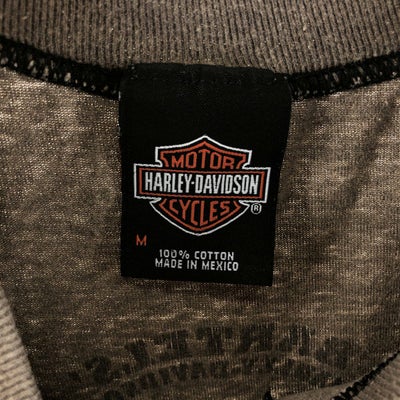 MOTOR
HARLEY-DAVIDSON
CYCLES ®
M
100% COTTON
MADE IN MEXICO